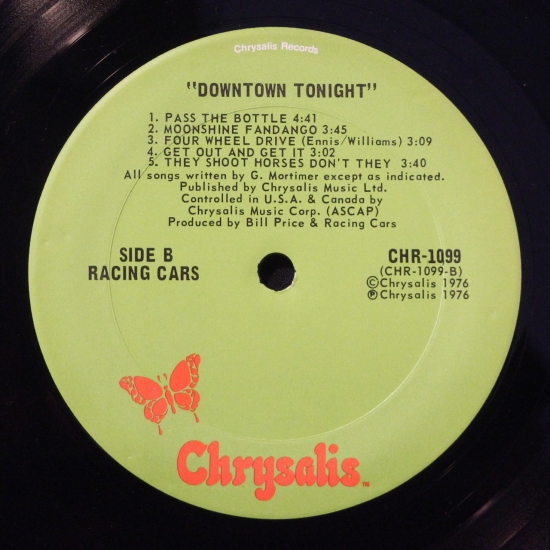 Chrysalis Records
"DOWNTOWN TONIGHT"
1. PASS THE BOTTLE 4:41
2. MOONSHINE FANDANGO 3:45
3. FOUR WHEEL DRIVE (Ennis/Williams) 3:09
4. GET OUT AND GET IT 3:02
5. THEY SHOOT HORSES DON'T THEY 3:40
All songs written by G. Mortimer except as indicated.
Published by Chrysalis Music Ltd.
Controlled in U.S.A. & Canada by
Chrysalis Music Corp. (ASCAP)
Produced by Bill Price & Racing Cars
SIDE B
RACING CARS
CHR-1099
(CHR-1099-B)
©Chrysalis 1976
℗Chrysalis 1976
Chrysalis™